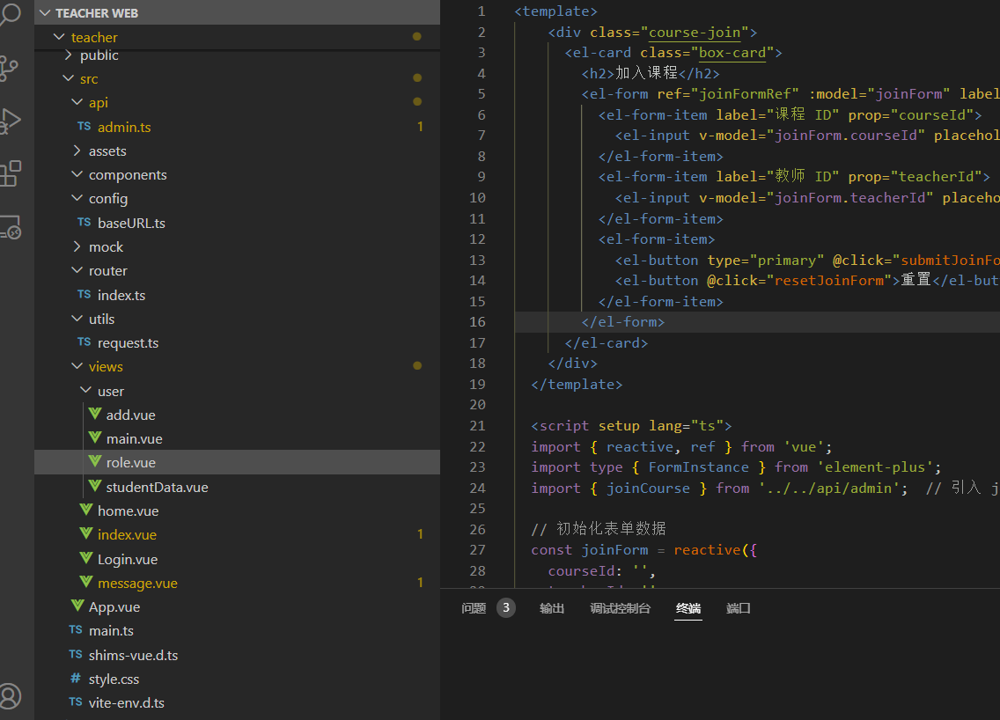 TEACHER WEB
teacher
public
src
api
TS admin.ts 1
assets
components
config
TS baseURL.ts
mock
router
TS index.ts
utils
TS request.ts
views
user
add.vue
main.vue
role.vue
studentData.vue
home.vue
index.vue 1
Login.vue
message.vue 1
App.vue
TS main.ts
TS shims-vue.d.ts
# style.css
TS vite-env.d.ts
1 <template>
2 <div class="course-join">
3 <el-card class="box-card">
4 <h2>加入课程</h2>
5 <el-form ref="joinFormRef" :model="joinForm" label
6 <el-form-item label="课程 ID" prop="courseId">
7 <el-input v-model="joinForm.courseId" placehol
8 </el-form-item>
9 <el-form-item label="教师 ID" prop="teacherId">
10 <el-input v-model="joinForm.teacherId" placeho
11 </el-form-item>
12 <el-form-item>
13 <el-button type="primary" @click="submitJoinFo
14 <el-button @click="resetJoinForm">重置</el-but
15 </el-form-item>
16 </el-form>
17 </el-card>
18 </div>
19 </template>
20
21 <script setup lang="ts">
22 import { reactive, ref } from 'vue';
23 import type { FormInstance } from 'element-plus';
24 import { joinCourse } from '../../api/admin';  // 引入 j
25
26 // 初始化表单数据
27 const joinForm = reactive({
28 courseId: '',
问题 3 输出 调试控制台 终端 端口